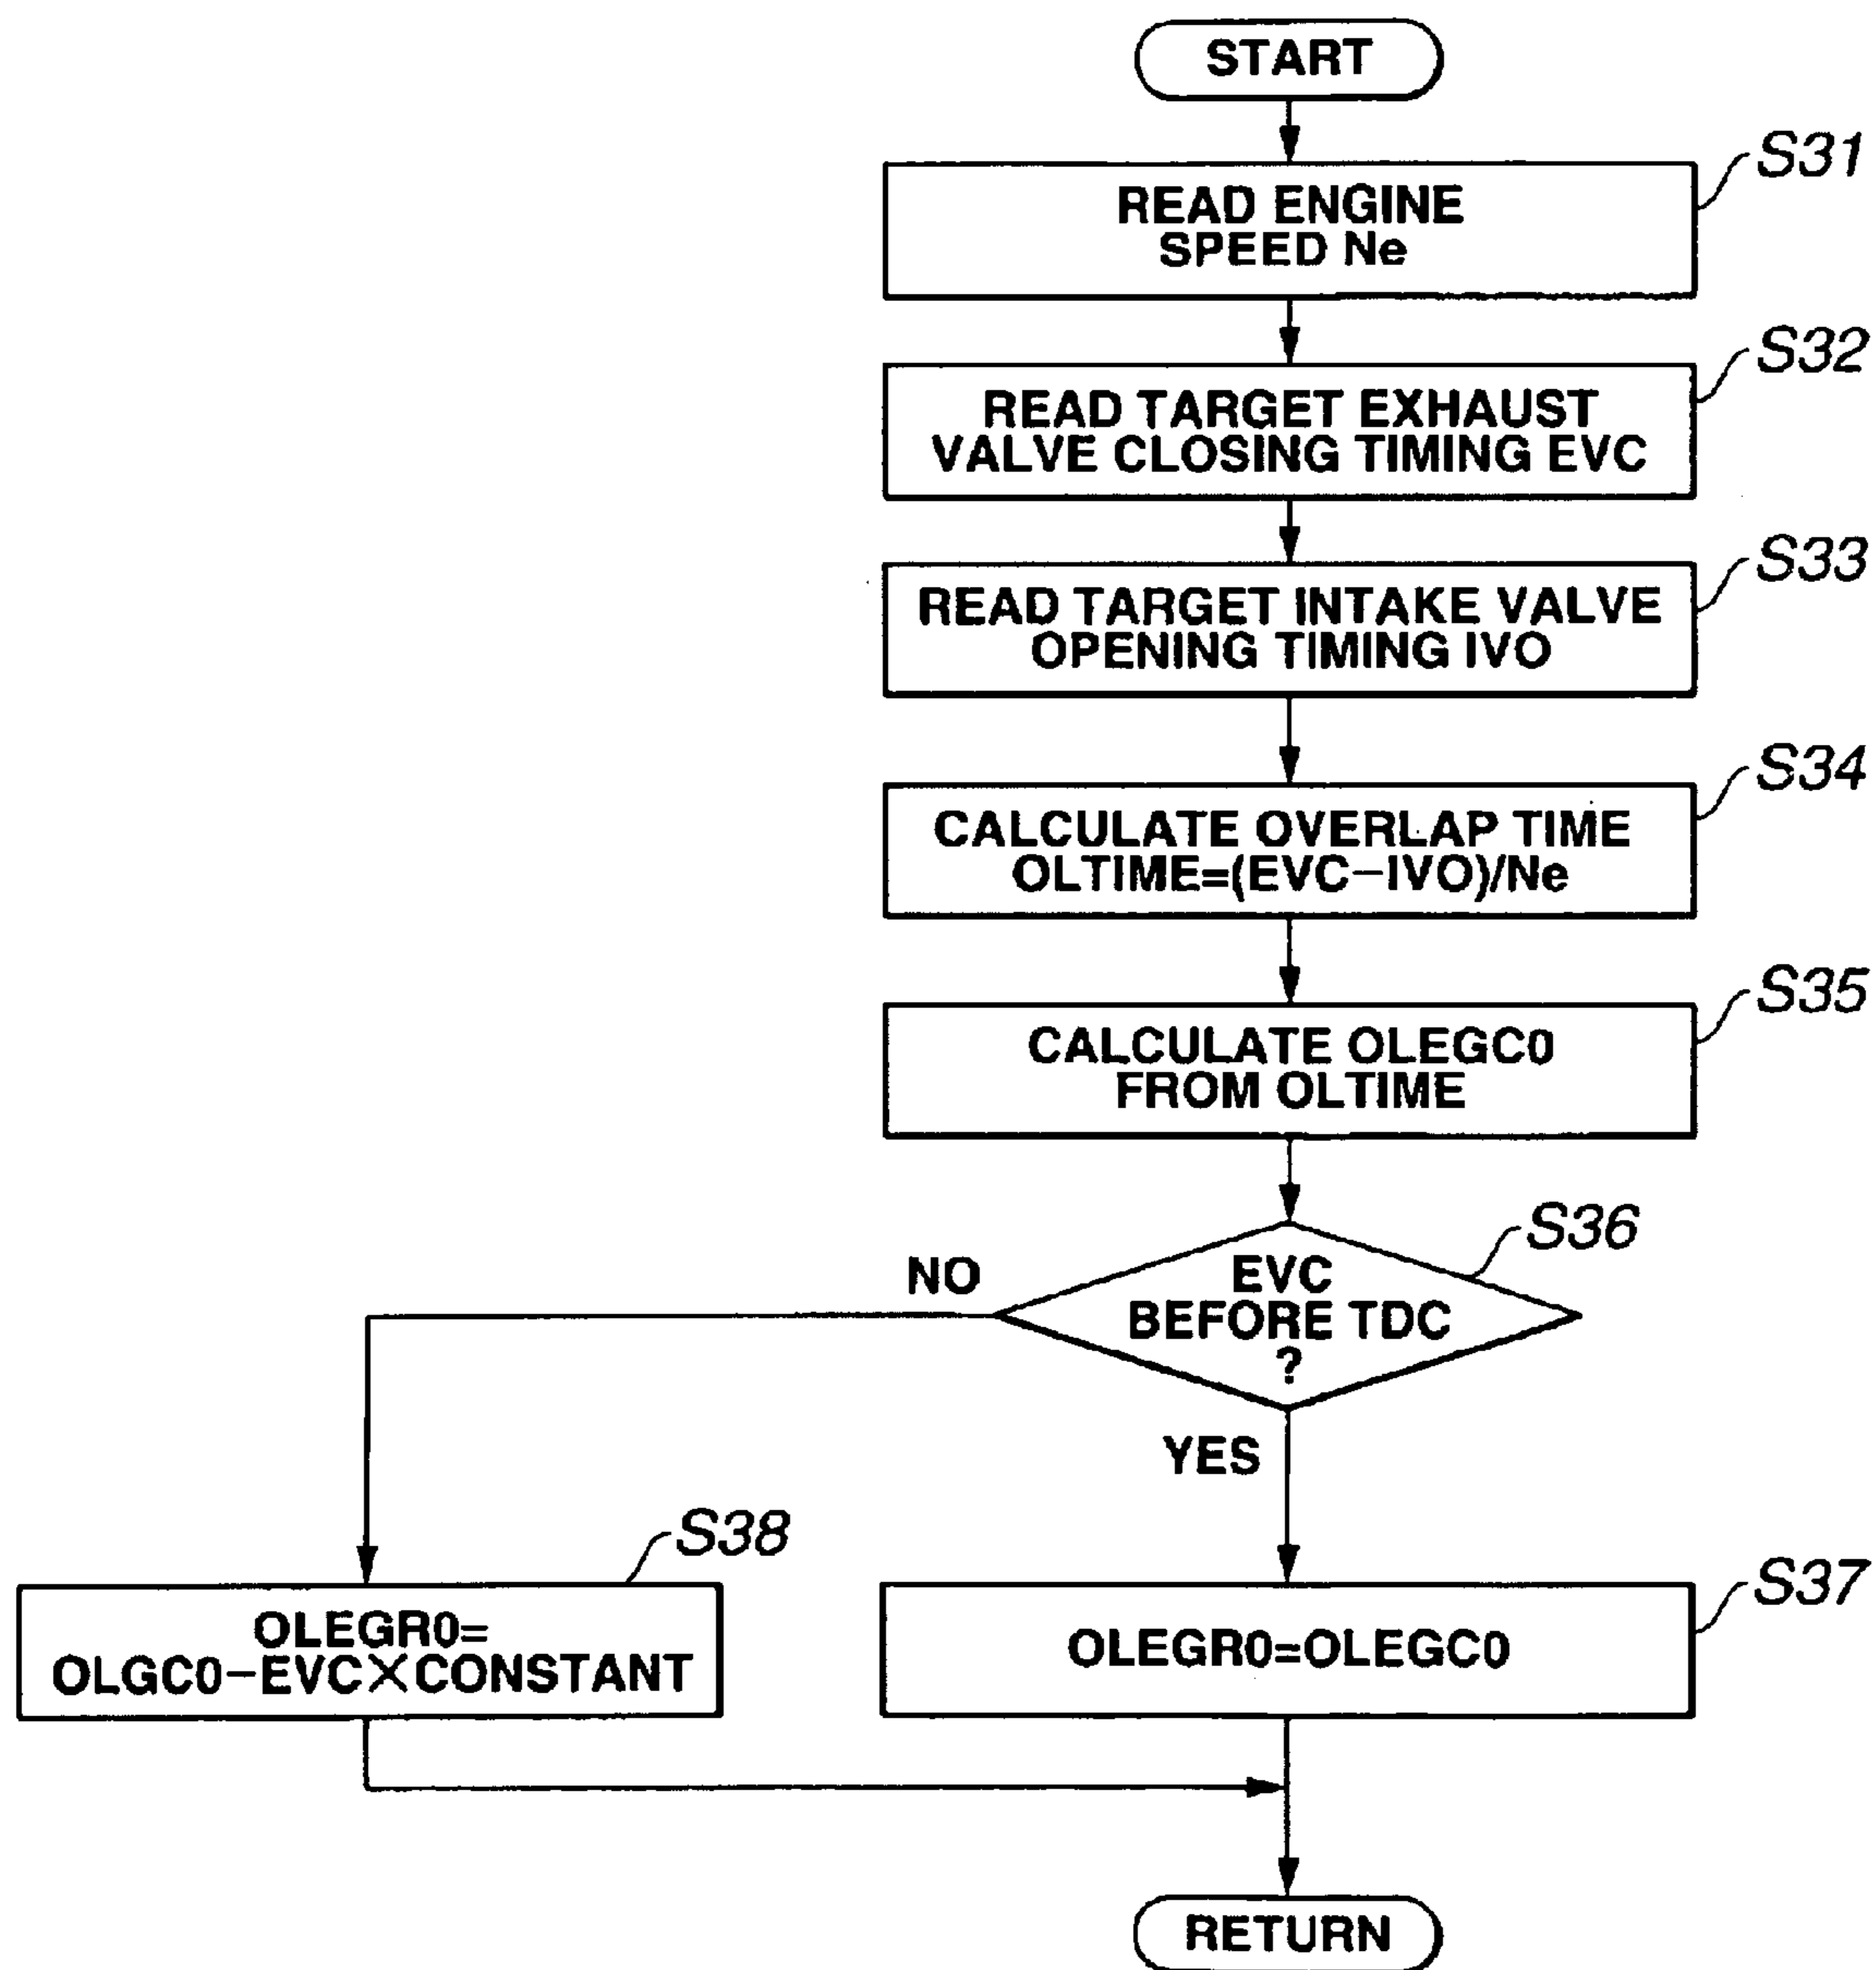 START
S31
READ ENGINE
SPEED Ne
S32
READ TARGET EXHAUST
VALVE CLOSING TIMING EVC
S33
READ TARGET INTAKE VALVE
OPENING TIMING IVO
S34
CALCULATE OVERLAP TIME
OLTIME=(EVC−IVO)/Ne
S35
CALCULATE OLEGC0
FROM OLTIME
S36
EVC
BEFORE TDC
?
NO
YES
S38
OLEGR0=
OLGC0−EVC×CONSTANT
S37
OLEGR0=OLEGC0
RETURN